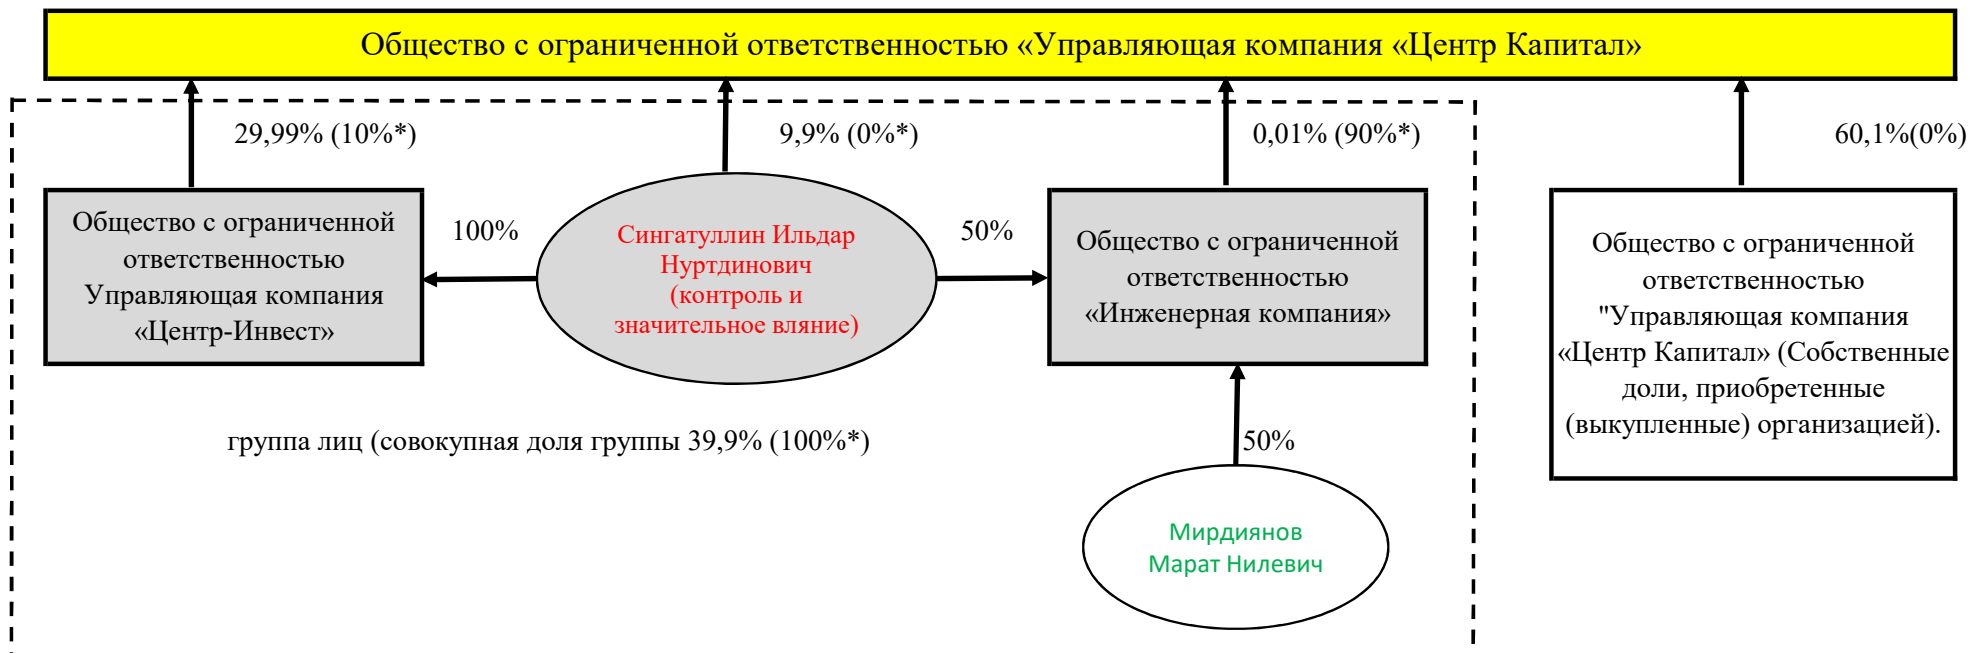 Общество с ограниченной ответственностью «Управляющая компания «Центр Капитал»
29,99% (10%*)
9,9% (0%*)
0,01% (90%*)
60,1%(0%)
Общество с ограниченной
ответственностью
Управляющая компания
«Центр-Инвест»
100%
Сингатуллин Ильдар
Нуртдинович
(контроль и
значительное вляние)
50%
Общество с ограниченной
ответственностью
«Инженерная компания»
Общество с ограниченной
ответственностью
"Управляющая компания
«Центр Капитал» (Собственные
доли, приобретенные
(выкупленные) организацией).
группа лиц (совокупная доля группы 39,9% (100%*)
50%
Мирдиянов
Марат Нилевич